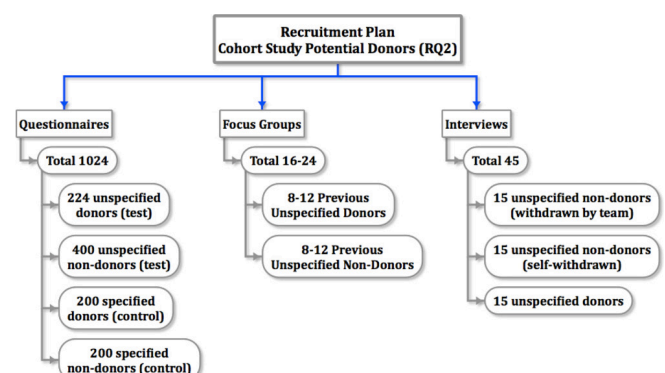 Recruitment Plan
Cohort Study Potential Donors (RQ2)
Questionnaires
Total 1024
224 unspecified
donors (test)
400 unspecified
non-donors (test)
200 specified
donors (control)
200 specified
non-donors (control)
Focus Groups
Total 16-24
8-12 Previous
Unspecified Donors
8-12 Previous
Unspecified Non-Donors
Interviews
Total 45
15 unspecified non-donors
(withdrawn by team)
15 unspecified non-donors
(self-withdrawn)
15 unspecified donors